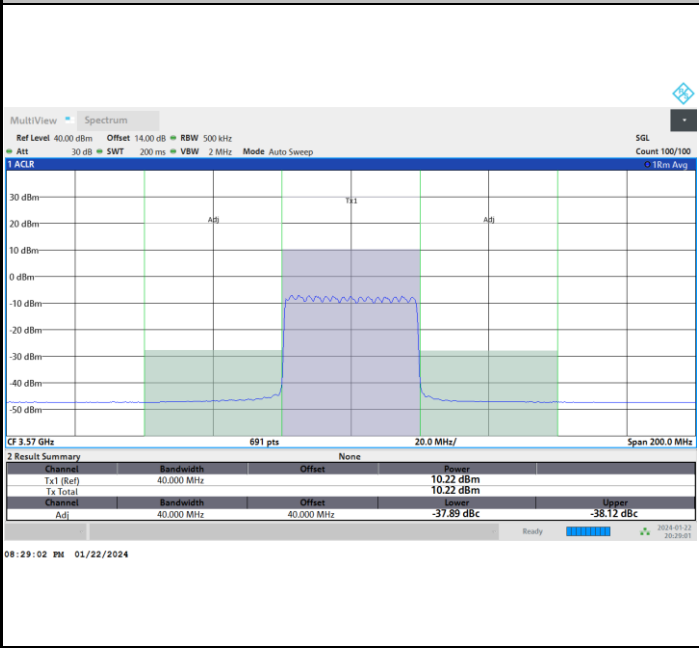 MultiView Spectrum
Ref Level 40.00 dBm Offset 14.00 dB RBW 500 kHz SGL
Att 30 dB SWT 200 ms VBW 2 MHz Mode Auto Sweep Count 100/100
1 ACLR 1Rm Avg
30 dBm
Tx1
20 dBm
Adj Adj
10 dBm
0 dBm
-10 dBm
-20 dBm
-30 dBm
-40 dBm
-50 dBm
CF 3.57 GHz 691 pts 20.0 MHz/ Span 200.0 MHz
2 Result Summary None
Channel Bandwidth Offset Power
Tx1 (Ref) 40.000 MHz 10.22 dBm
Tx Total 10.22 dBm
Channel Bandwidth Offset Lower Upper
Adj 40.000 MHz 40.000 MHz -37.89 dBc -38.12 dBc
Ready 2024-01-22
20:29:01
08:29:02 PM 01/22/2024